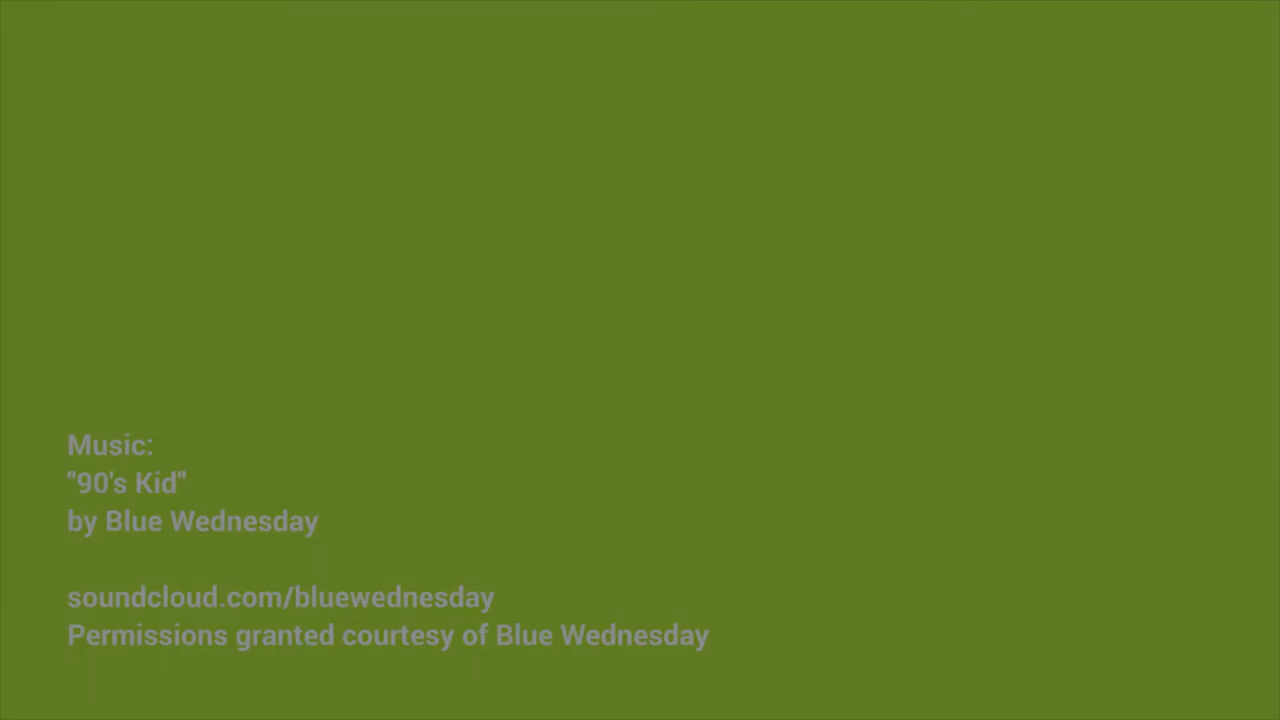 Music:
"90's Kid"
by Blue Wednesday
soundcloud.com/bluewednesday
Permissions granted courtesy of Blue Wednesday